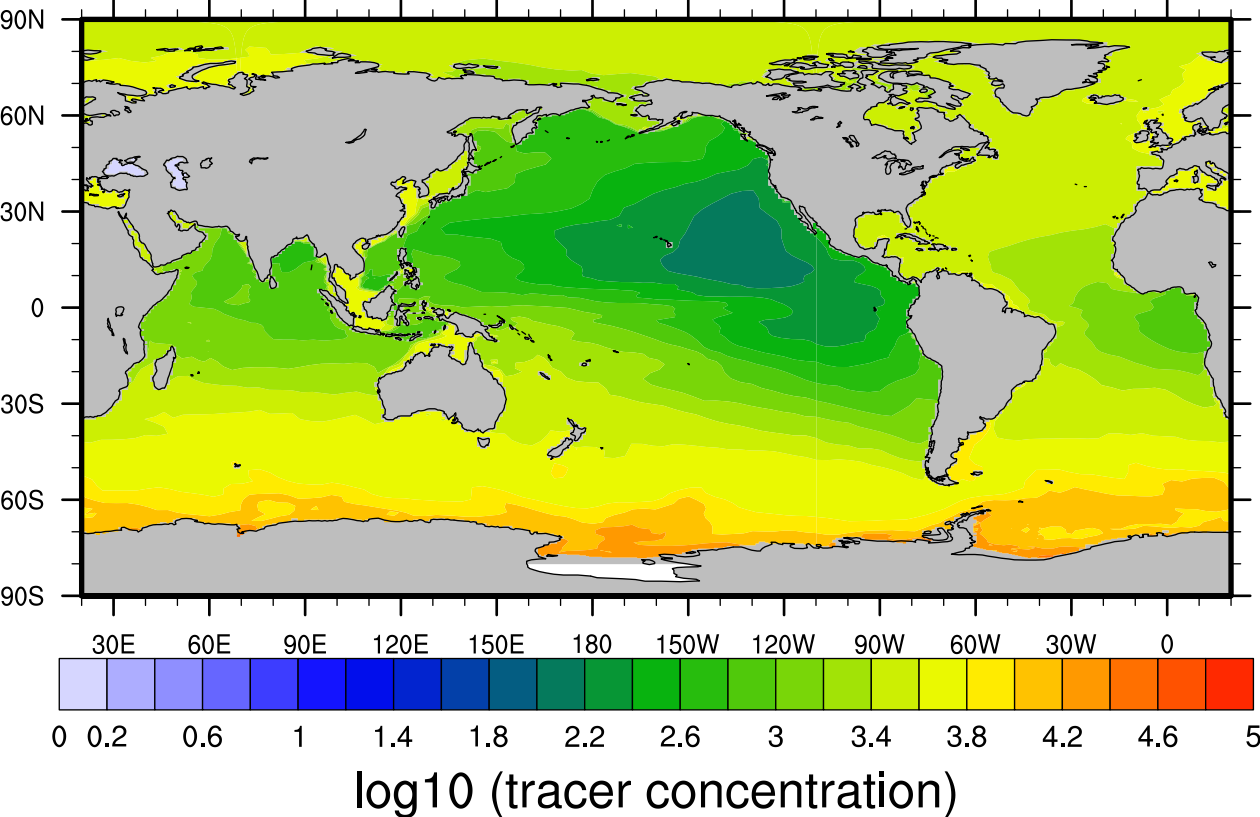 90N
60N
30N
0
30S
60S
90S
30E 60E 90E 120E 150E 180 150W 120W 90W 60W 30W 0
0 0.2 0.6 1 1.4 1.8 2.2 2.6 3 3.4 3.8 4.2 4.6 5
log10 (tracer concentration)